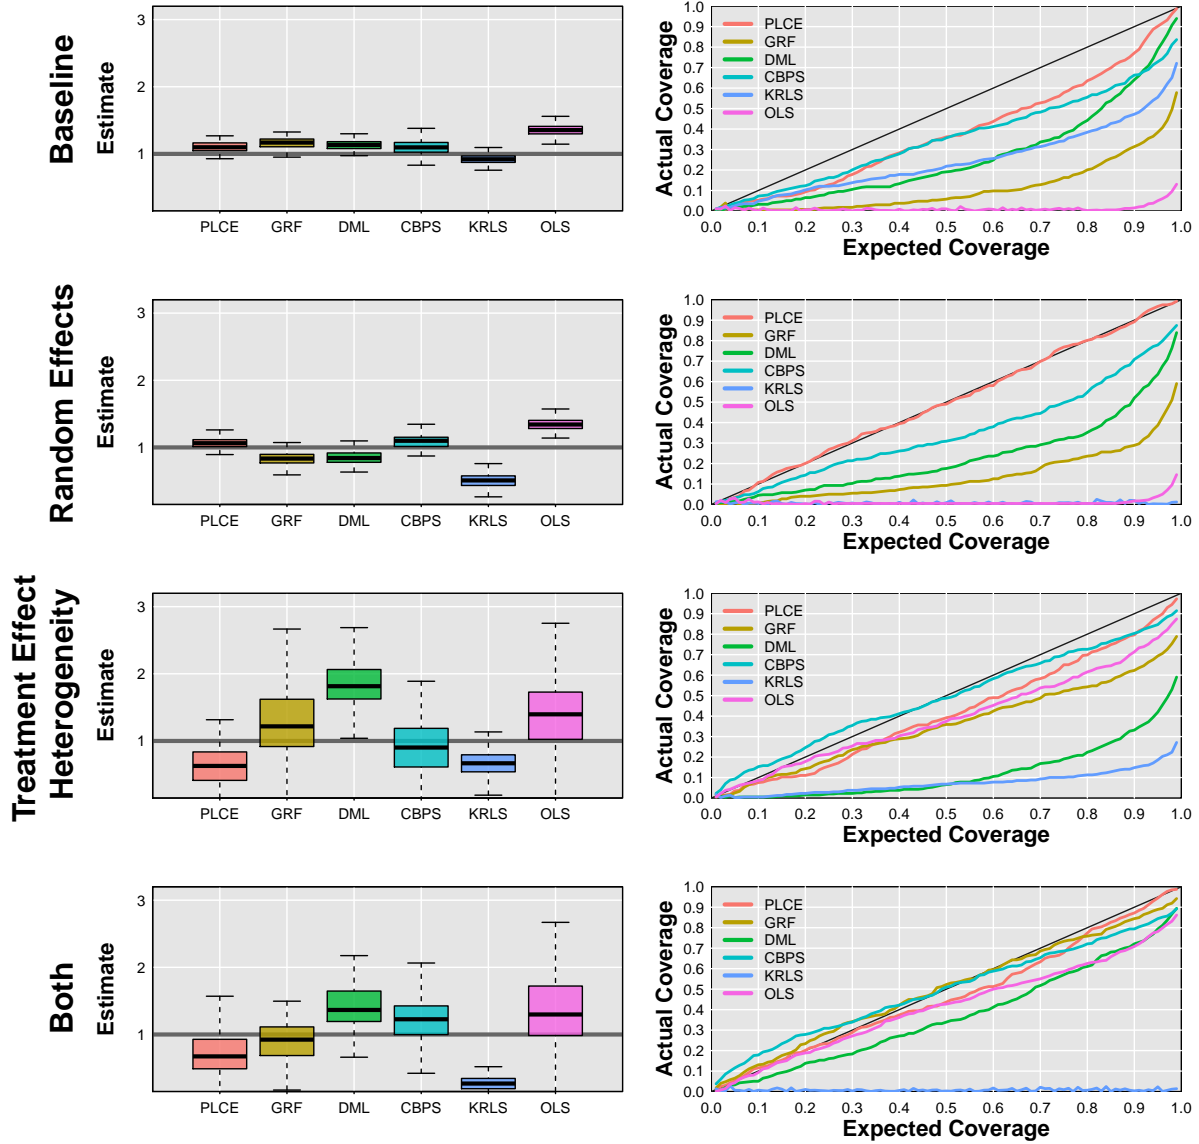 Baseline
Estimate
3
2
1
PLCE GRF DML CBPS KRLS OLS
Actual Coverage
1.0
0.9
0.8
0.7
0.6
0.5
0.4
0.3
0.2
0.1
0.0
PLCE
GRF
DML
CBPS
KRLS
OLS
0.0 0.1 0.2 0.3 0.4 0.5 0.6 0.7 0.8 0.9 1.0
Expected Coverage
Random Effects
Estimate
3
2
1
PLCE GRF DML CBPS KRLS OLS
Actual Coverage
1.0
0.9
0.8
0.7
0.6
0.5
0.4
0.3
0.2
0.1
0.0
PLCE
GRF
DML
CBPS
KRLS
OLS
0.0 0.1 0.2 0.3 0.4 0.5 0.6 0.7 0.8 0.9 1.0
Expected Coverage
Treatment Effect
Heterogeneity
Estimate
3
2
1
PLCE GRF DML CBPS KRLS OLS
Actual Coverage
1.0
0.9
0.8
0.7
0.6
0.5
0.4
0.3
0.2
0.1
0.0
PLCE
GRF
DML
CBPS
KRLS
OLS
0.0 0.1 0.2 0.3 0.4 0.5 0.6 0.7 0.8 0.9 1.0
Expected Coverage
Both
Estimate
3
2
1
PLCE GRF DML CBPS KRLS OLS
Actual Coverage
1.0
0.9
0.8
0.7
0.6
0.5
0.4
0.3
0.2
0.1
0.0
PLCE
GRF
DML
CBPS
KRLS
OLS
0.0 0.1 0.2 0.3 0.4 0.5 0.6 0.7 0.8 0.9 1.0
Expected Coverage